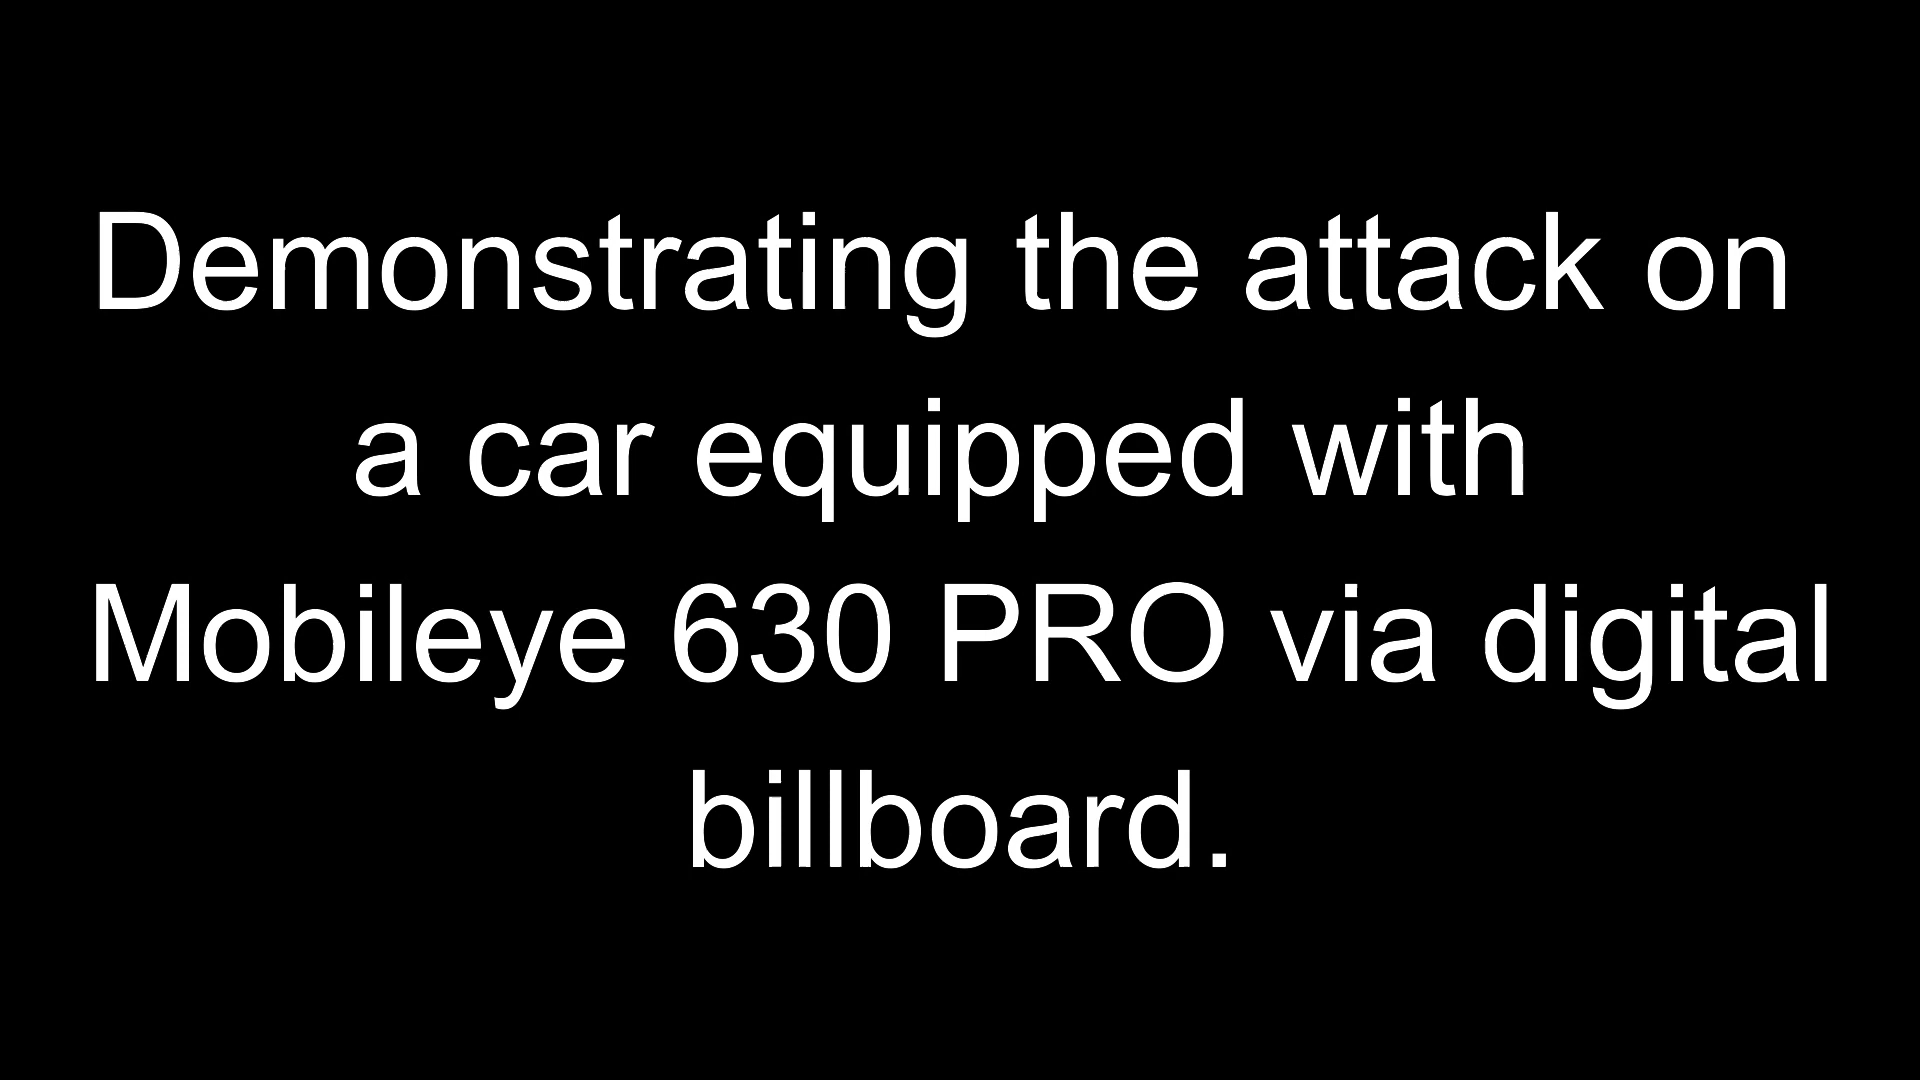 Demonstrating the attack on
a car equipped with
Mobileye 630 PRO via digital
billboard.